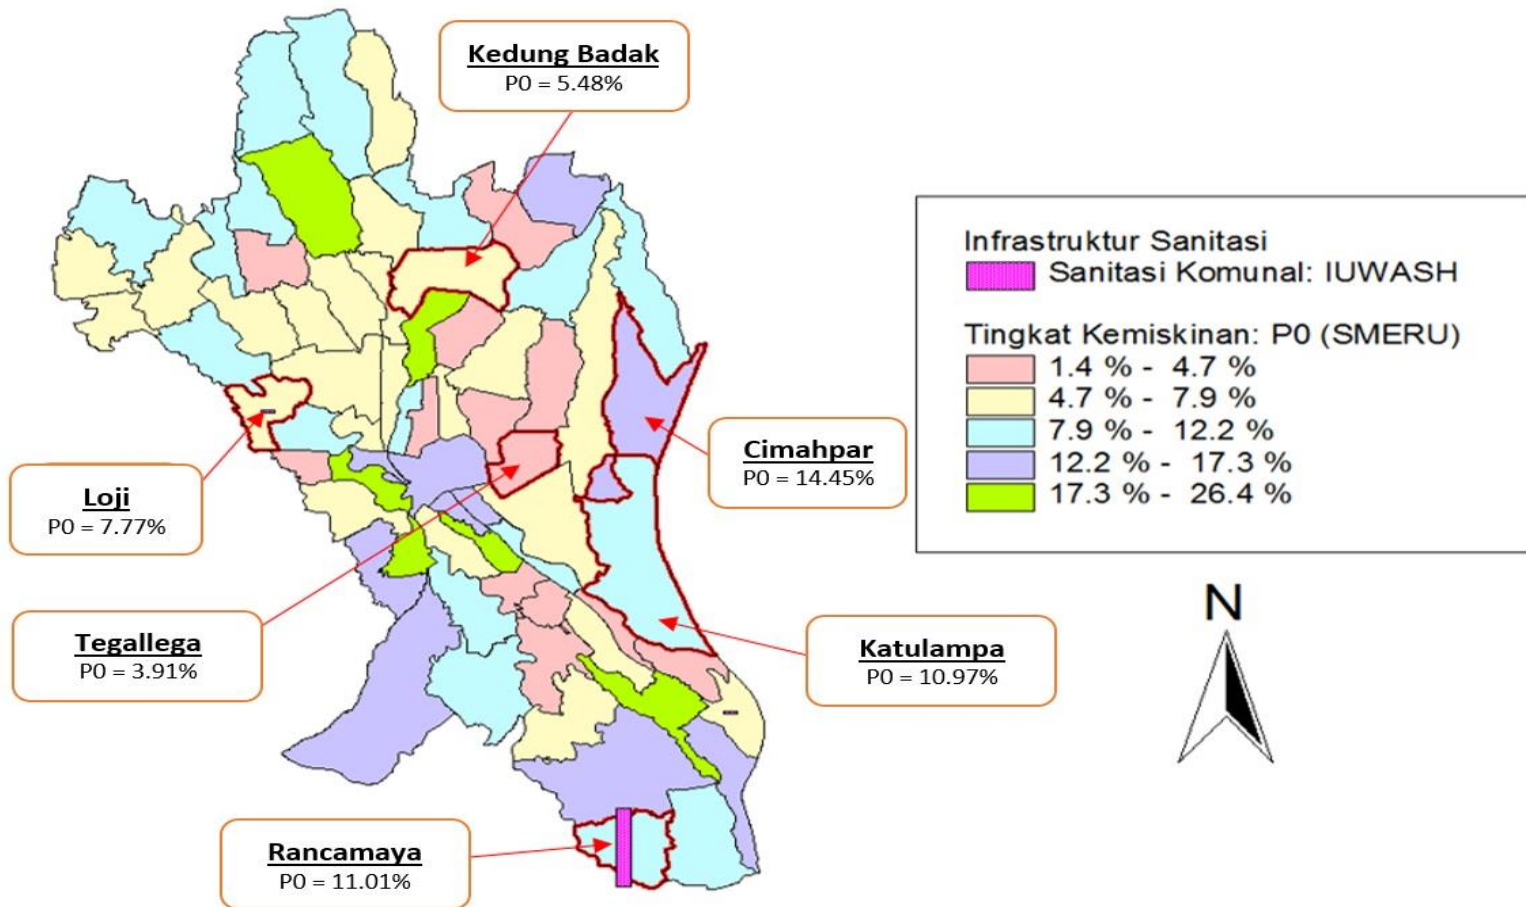 Kedung Badak
P0 = 5.48%
Infrastruktur Sanitasi
Sanitasi Komunal: IUWASH
Tingkat Kemiskinan: P0 (SMERU)
1.4 % - 4.7 %
4.7 % - 7.9 %
7.9 % - 12.2 %
12.2 % - 17.3 %
17.3 % - 26.4 %
Cimahpar
P0 = 14.45%
Loji
P0 = 7.77%
N
Tegallega
P0 = 3.91%
Katulampa
P0 = 10.97%
Rancamaya
P0 = 11.01%